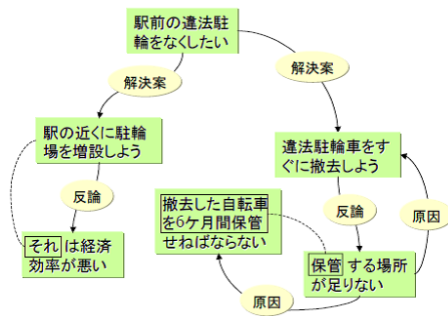 駅前の違法駐
輪をなくしたい
解決案
解決案
駅の近くに駐輪
場を増設しよう
違法駐輪車をす
ぐに撤去しよう
反論
撤去した自転車
を6ケ月間保管
せねばならない
反論
原因
それは経済
効率が悪い
保管する場所
が足りない
原因